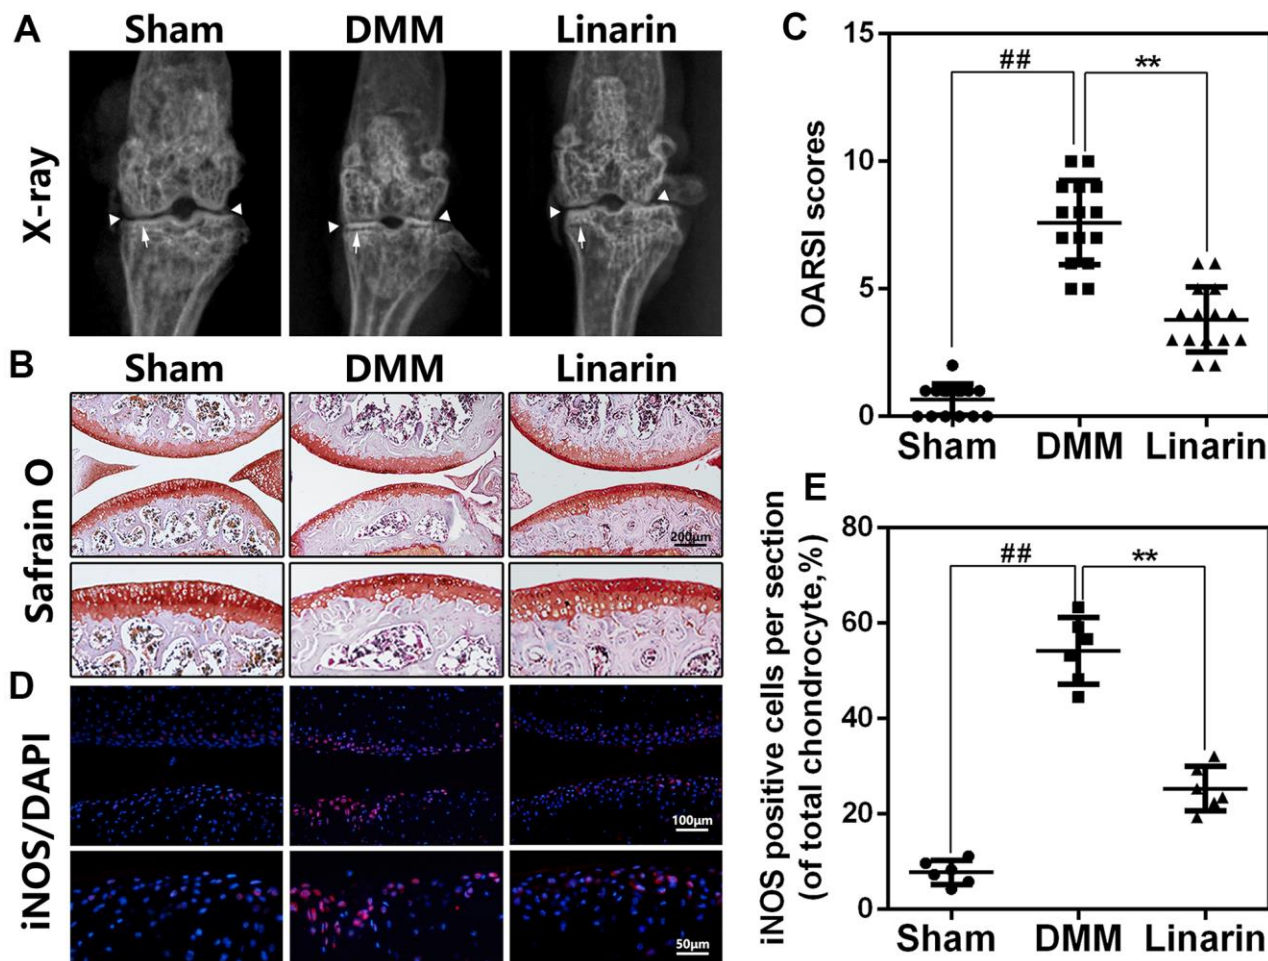 A
Sham
DMM
Linarin
X-ray
B
Sham
DMM
Linarin
Safrain O
200μm
D
iNOS/DAPI
100μm
50μm
C
OARSI scores
15
10
5
0
##
**
Sham
DMM
Linarin
E
iNOS positive cells per section
(of total chondrocyte,%)
80
60
40
20
0
##
**
Sham
DMM
Linarin